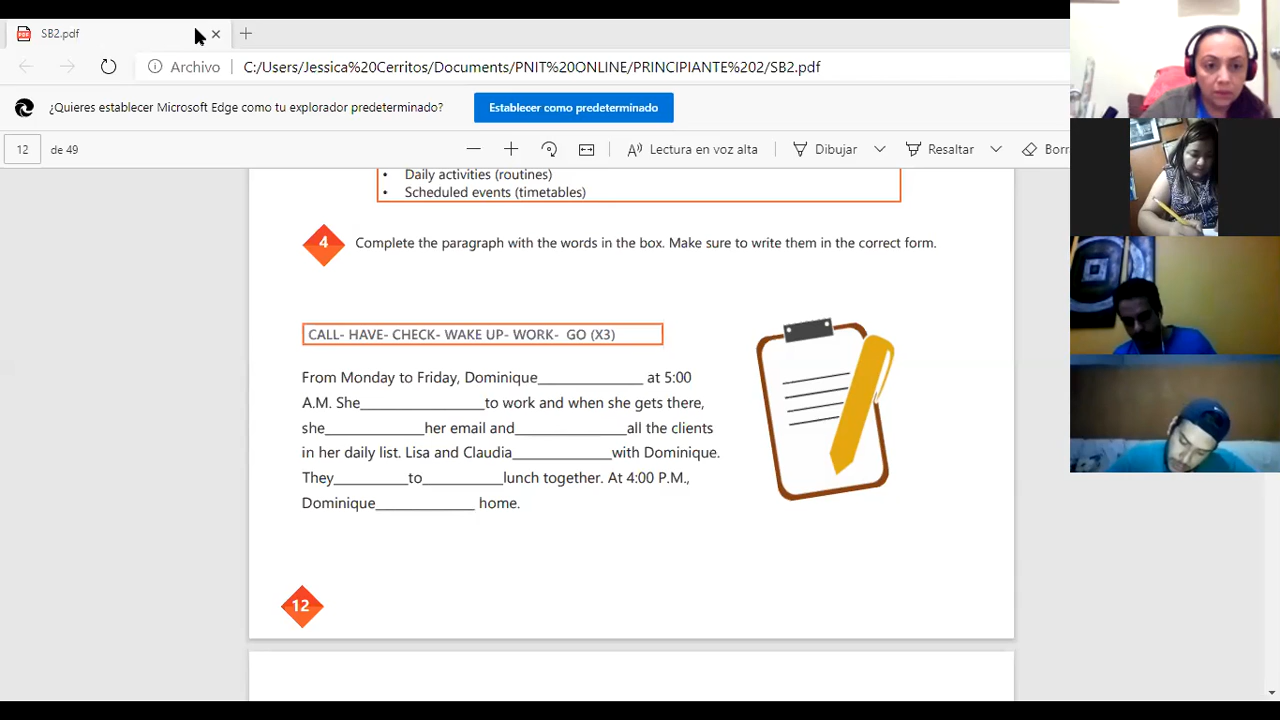 SB2.pdf
Archivo C:/Users/Jessica%20Cerritos/Documents/PNIT%20ONLINE/PRINCIPIANTE%202/SB2.pdf
¿Quieres establecer Microsoft Edge como tu explorador predeterminado? Establecer como predeterminado
12 de 49 Lectura en voz alta Dibujar Resaltar Borr
• Daily activities (routines)
• Scheduled events (timetables)
4 Complete the paragraph with the words in the box. Make sure to write them in the correct form.
CALL- HAVE- CHECK- WAKE UP- WORK- GO (X3)
From Monday to Friday, Dominique_____________ at 5:00
A.M. She_______________to work and when she gets there,
she____________her email and______________all the clients
in her daily list. Lisa and Claudia____________with Dominique.
They_________to__________lunch together. At 4:00 P.M.,
Dominique____________ home.
12